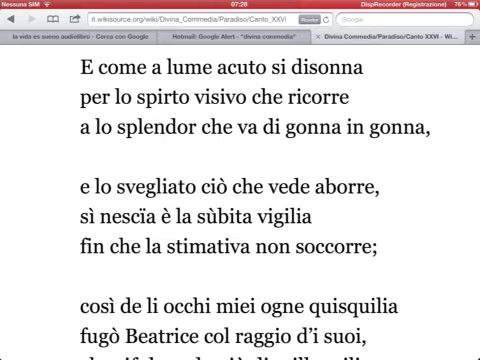 Nessuna SIM 07:28 DispRecorder (Registrazione) 76%
it.wikisource.org/wiki/Divina_Commedia/Paradiso/Canto_XXVI Reader Google
la vida es sueno audiolibro - Cerca con Google Hotmail: Google Alert - "divina commedia" Divina Commedia/Paradiso/Canto XXVI - Wi...
E come a lume acuto si disonna
per lo spirto visivo che ricorre
a lo splendor che va di gonna in gonna,
e lo svegliato ciò che vede aborre,
sì nescïa è la sùbita vigilia
fin che la stimativa non soccorre;
così de li occhi miei ogne quisquilia
fugò Beatrice col raggio d'i suoi,